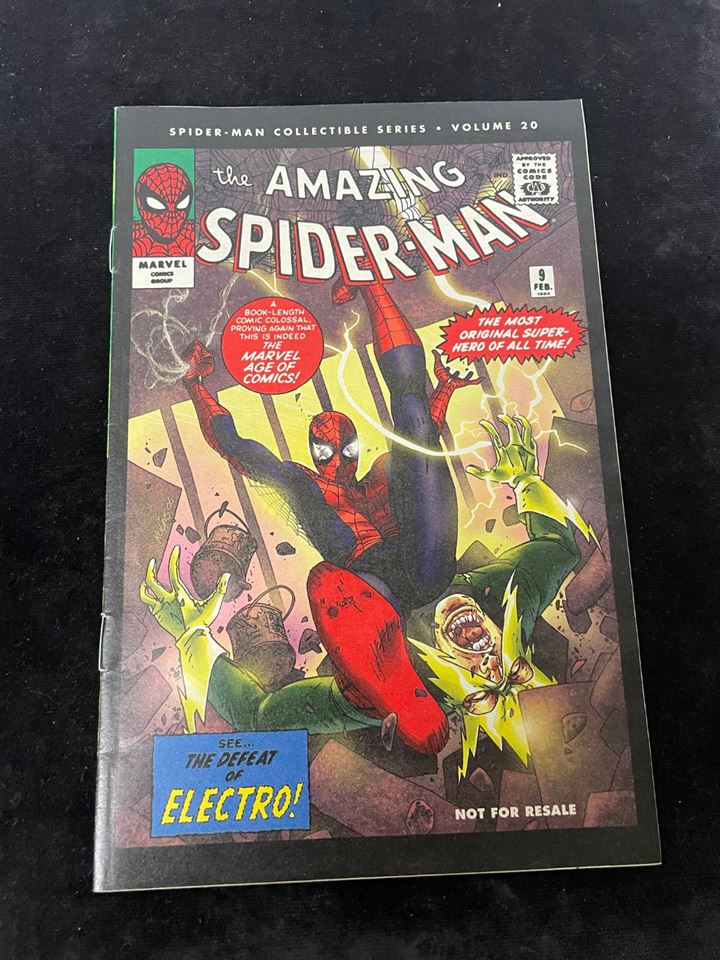 SPIDER-MAN COLLECTIBLE SERIES • VOLUME 20
the AMAZING
SPIDER-MAN
IND.
APPROVED
BY THE
COMICS
CODE
CA
AUTHORITY
MARVEL
COMICS
GROUP
9
FEB.
A
BOOK-LENGTH
COMIC COLOSSAL,
PROVING AGAIN THAT
THIS IS INDEED
THE
MARVEL
AGE OF
COMICS!
THE MOST
ORIGINAL SUPER-
HERO OF ALL TIME!
SEE...
THE DEFEAT
OF
ELECTRO!
NOT FOR RESALE